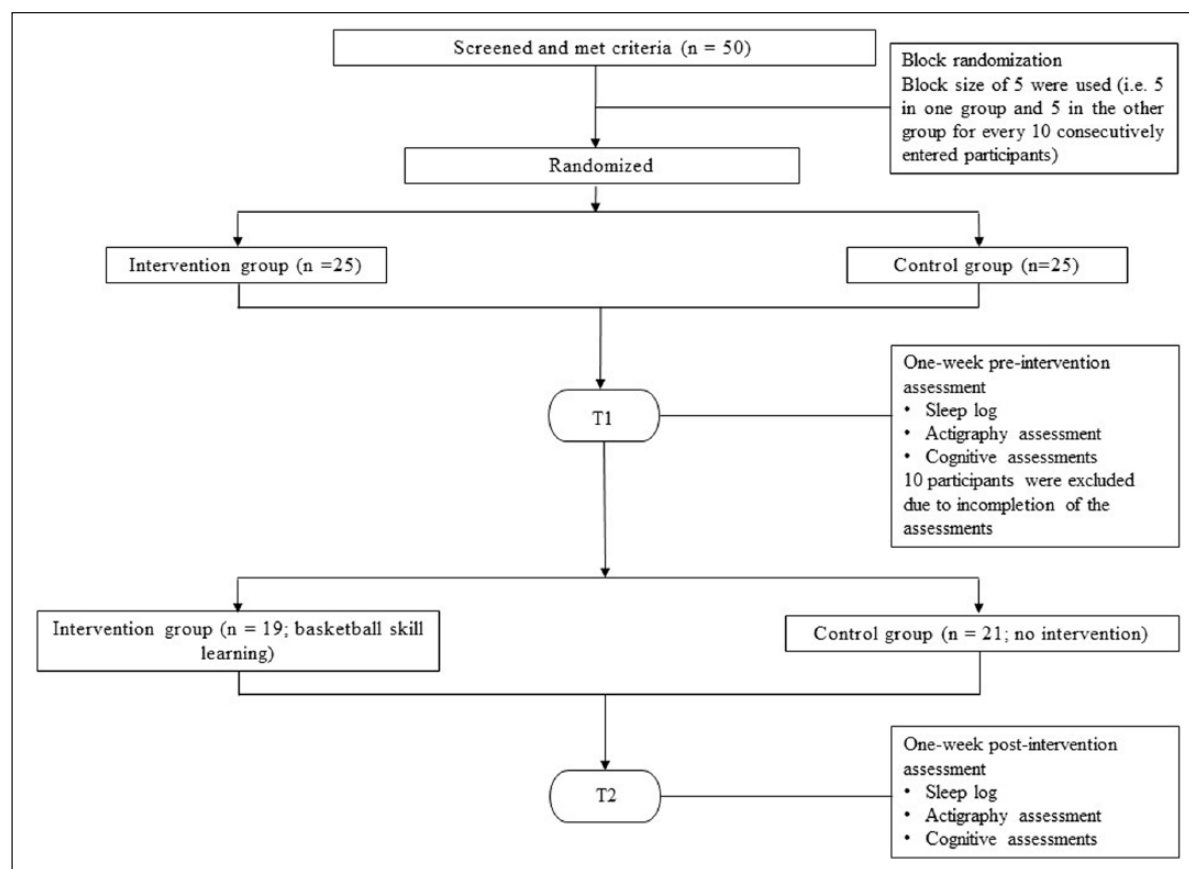 Screened and met criteria (n = 50)
Block randomization
Block size of 5 were used (i.e. 5
in one group and 5 in the other
group for every 10 consecutively
entered participants)
Randomized
Intervention group (n =25)
Control group (n=25)
One-week pre-intervention
assessment
• Sleep log
• Actigraphy assessment
• Cognitive assessments
10 participants were excluded
due to incompletion of the
assessments
T1
Intervention group (n = 19; basketball skill
learning)
Control group (n = 21; no intervention)
One-week post-intervention
assessment
• Sleep log
• Actigraphy assessment
• Cognitive assessments
T2